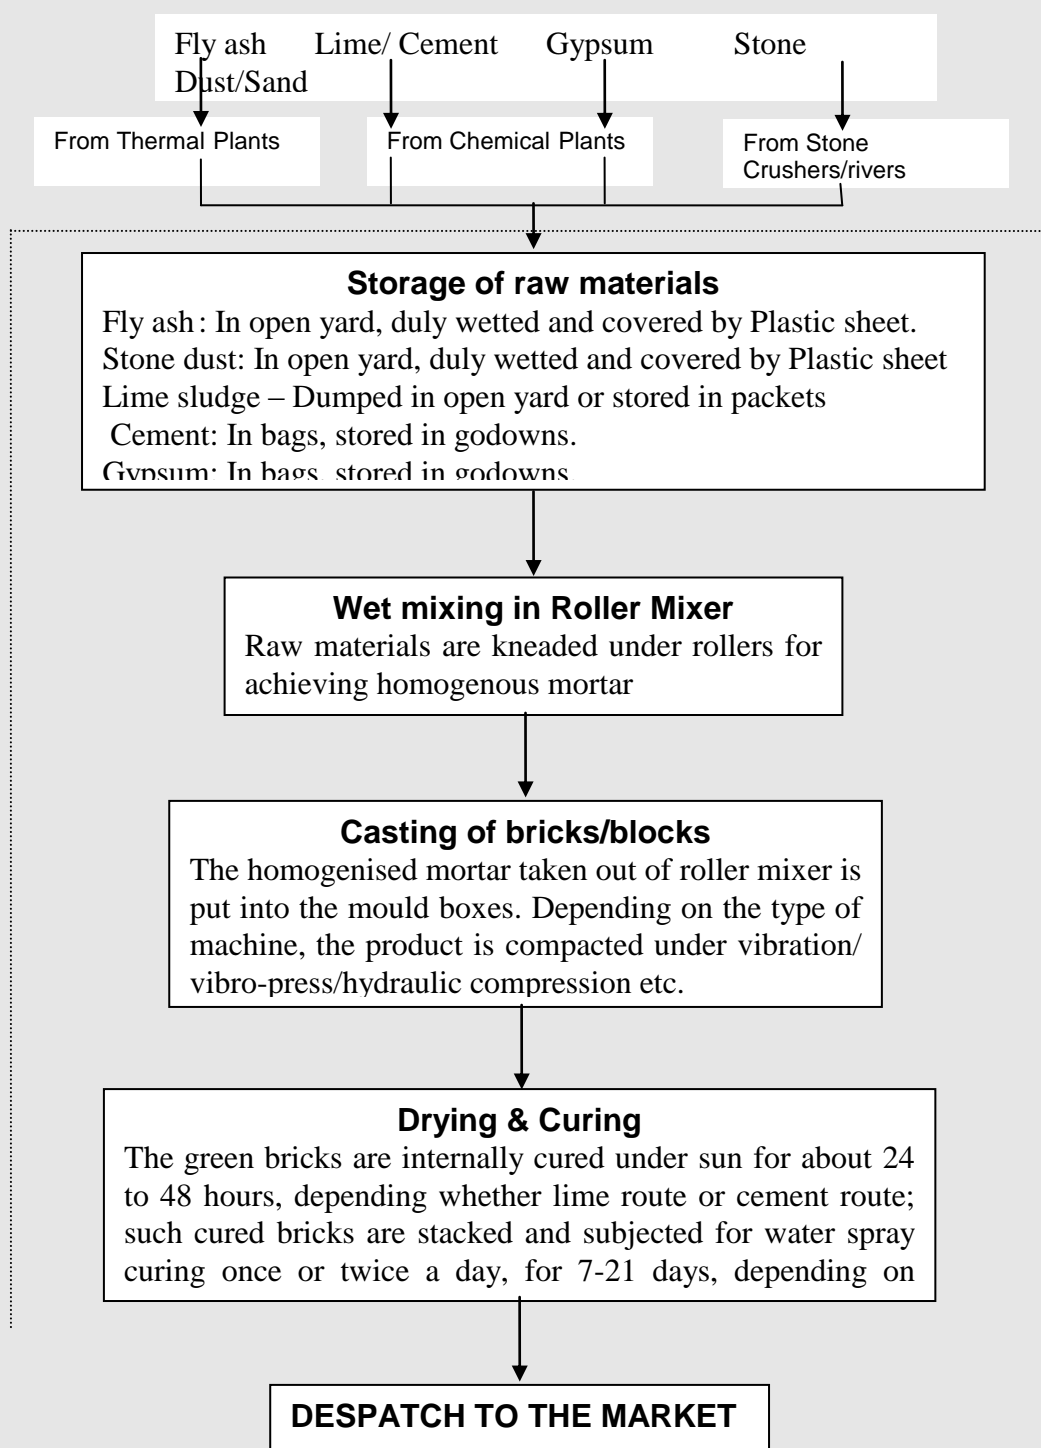 Fly ash Lime/ Cement Gypsum Stone
Dust/Sand
From Thermal Plants
From Chemical Plants
From Stone
Crushers/rivers
Storage of raw materials
Fly ash : In open yard, duly wetted and covered by Plastic sheet.
Stone dust: In open yard, duly wetted and covered by Plastic sheet
Lime sludge – Dumped in open yard or stored in packets
Cement: In bags, stored in godowns.
Gypsum: In bags, stored in godowns.
Wet mixing in Roller Mixer
Raw materials are kneaded under rollers for
achieving homogenous mortar
Casting of bricks/blocks
The homogenised mortar taken out of roller mixer is
put into the mould boxes. Depending on the type of
machine, the product is compacted under vibration/
vibro-press/hydraulic compression etc.
Drying & Curing
The green bricks are internally cured under sun for about 24
to 48 hours, depending whether lime route or cement route;
such cured bricks are stacked and subjected for water spray
curing once or twice a day, for 7-21 days, depending on
DESPATCH TO THE MARKET